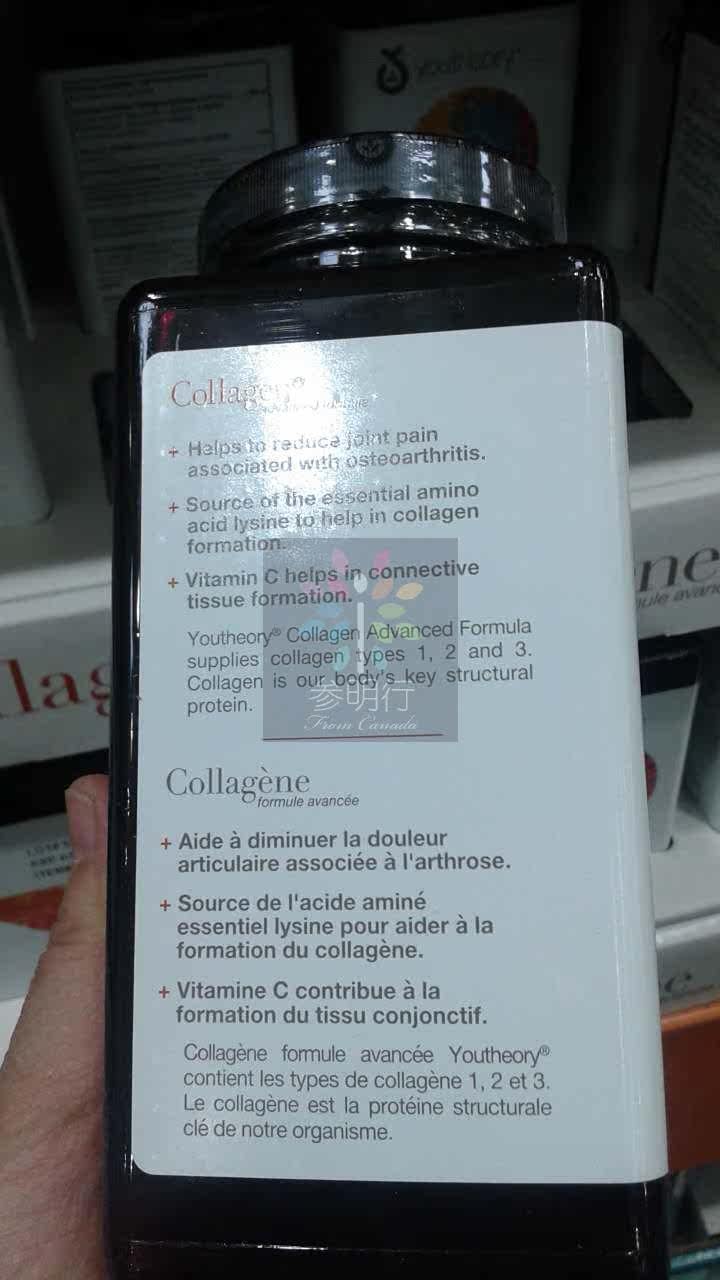 youtheory
Collagen®
+ Helps to reduce joint pain
associated with osteoarthritis.
+ Source of the essential amino
acid lysine to help in collagen
formation.
+ Vitamin C helps in connective
tissue formation.
Youtheory® Collagen Advanced Formula
supplies collagen types 1, 2 and 3.
Collagen is our body's key structural
protein.
参明行
From Canada
Collagène
formule avancée
+ Aide à diminuer la douleur
articulaire associée à l'arthrose.
+ Source de l'acide aminé
essentiel lysine pour aider à la
formation du collagène.
+ Vitamine C contribue à la
formation du tissu conjonctif.
Collagène formule avancée Youtheory®
contient les types de collagène 1, 2 et 3.
Le collagène est la protéine structurale
clé de notre organisme.